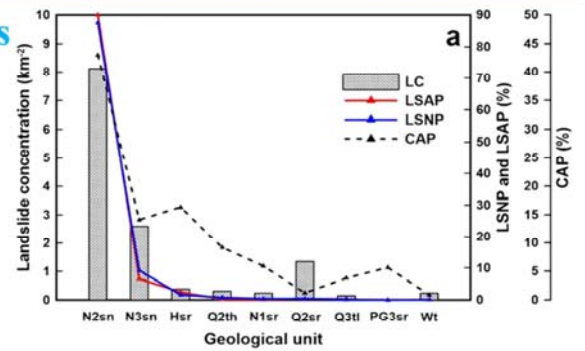 s
a
LC
LSAP
LSNP
CAP
Landslide concentration (km-2)
10
9
8
7
6
5
4
3
2
1
0
LSNP and LSAP (%)
90
80
70
60
50
40
30
20
10
0
CAP (%)
50
45
40
35
30
25
20
15
10
5
0
N2sn N3sn Hsr Q2th N1sr Q2sr Q3tl PG3sr Wt
Geological unit